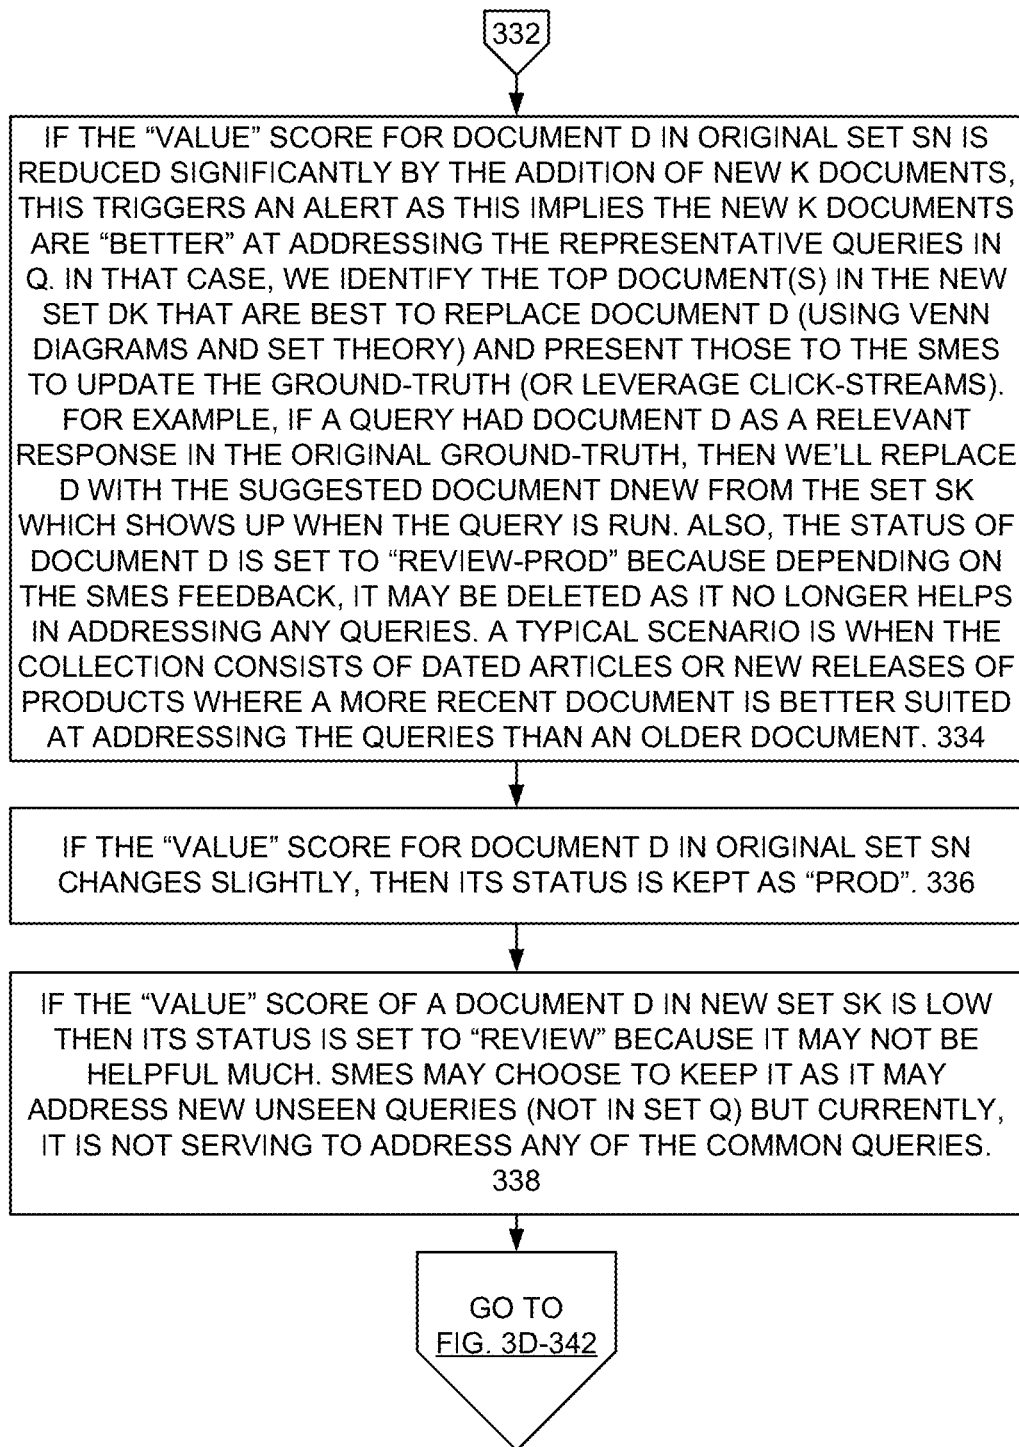 332
IF THE “VALUE” SCORE FOR DOCUMENT D IN ORIGINAL SET SN IS
REDUCED SIGNIFICANTLY BY THE ADDITION OF NEW K DOCUMENTS,
THIS TRIGGERS AN ALERT AS THIS IMPLIES THE NEW K DOCUMENTS
ARE “BETTER” AT ADDRESSING THE REPRESENTATIVE QUERIES IN
Q. IN THAT CASE, WE IDENTIFY THE TOP DOCUMENT(S) IN THE NEW
SET DK THAT ARE BEST TO REPLACE DOCUMENT D (USING VENN
DIAGRAMS AND SET THEORY) AND PRESENT THOSE TO THE SMES
TO UPDATE THE GROUND-TRUTH (OR LEVERAGE CLICK-STREAMS).
FOR EXAMPLE, IF A QUERY HAD DOCUMENT D AS A RELEVANT
RESPONSE IN THE ORIGINAL GROUND-TRUTH, THEN WE’LL REPLACE
D WITH THE SUGGESTED DOCUMENT DNEW FROM THE SET SK
WHICH SHOWS UP WHEN THE QUERY IS RUN. ALSO, THE STATUS OF
DOCUMENT D IS SET TO “REVIEW-PROD” BECAUSE DEPENDING ON
THE SMES FEEDBACK, IT MAY BE DELETED AS IT NO LONGER HELPS
IN ADDRESSING ANY QUERIES. A TYPICAL SCENARIO IS WHEN THE
COLLECTION CONSISTS OF DATED ARTICLES OR NEW RELEASES OF
PRODUCTS WHERE A MORE RECENT DOCUMENT IS BETTER SUITED
AT ADDRESSING THE QUERIES THAN AN OLDER DOCUMENT. 334
IF THE “VALUE” SCORE FOR DOCUMENT D IN ORIGINAL SET SN
CHANGES SLIGHTLY, THEN ITS STATUS IS KEPT AS “PROD”. 336
IF THE “VALUE” SCORE OF A DOCUMENT D IN NEW SET SK IS LOW
THEN ITS STATUS IS SET TO “REVIEW” BECAUSE IT MAY NOT BE
HELPFUL MUCH. SMES MAY CHOOSE TO KEEP IT AS IT MAY
ADDRESS NEW UNSEEN QUERIES (NOT IN SET Q) BUT CURRENTLY,
IT IS NOT SERVING TO ADDRESS ANY OF THE COMMON QUERIES.
338
GO TO
FIG. 3D-342